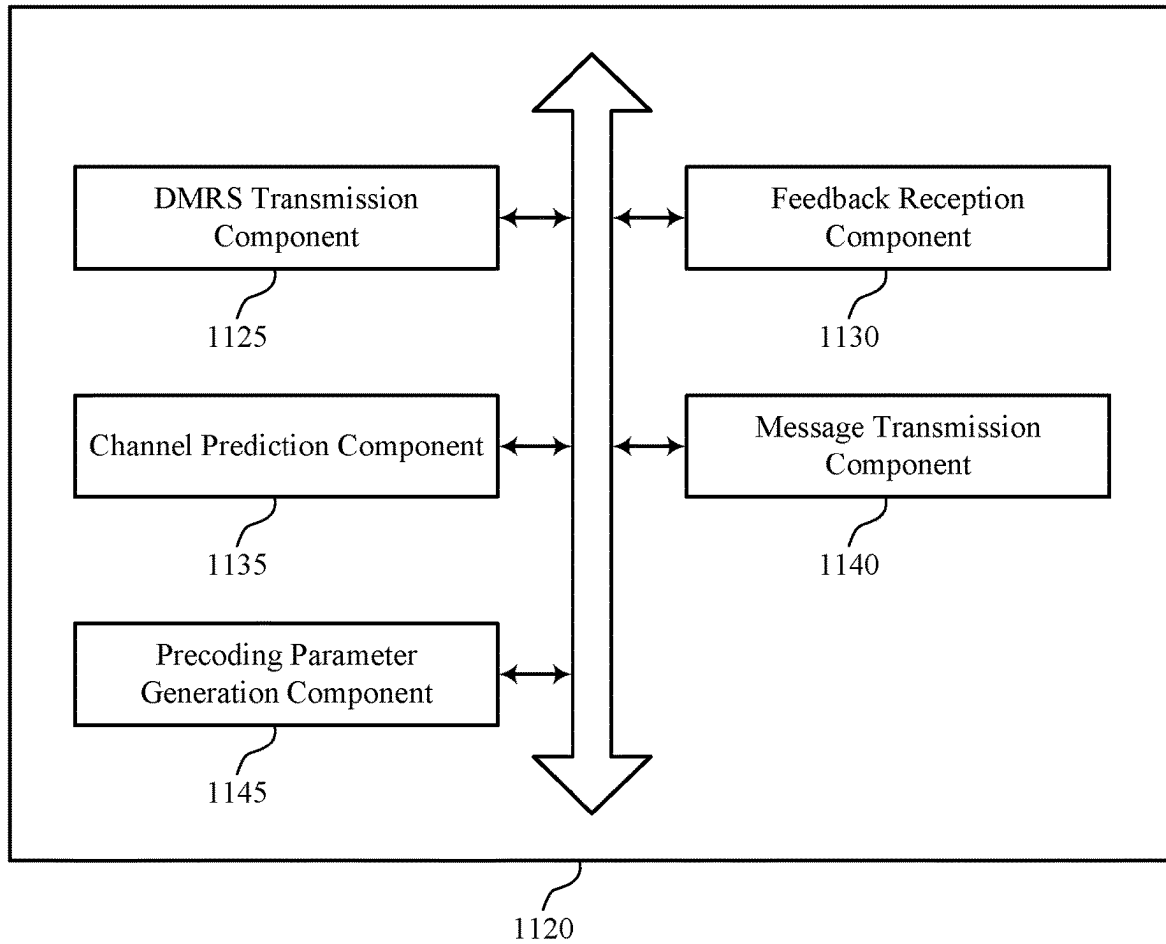 DMRS Transmission
Component
1125
Feedback Reception
Component
1130
Channel Prediction Component
1135
Message Transmission
Component
1140
Precoding Parameter
Generation Component
1145
1120